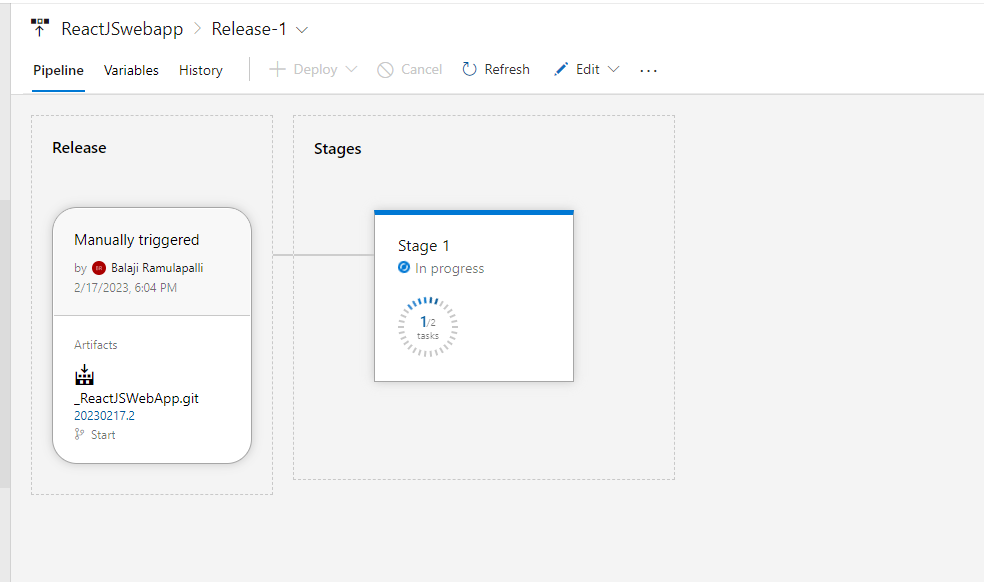 ReactJSwebapp > Release-1
Pipeline Variables History Deploy Cancel Refresh Edit ...
Release
Manually triggered
by BR Balaji Ramulapalli
2/17/2023, 6:04 PM
Artifacts
_ReactJSWebApp.git
20230217.2
Start
Stages
Stage 1
In progress
1/2
tasks